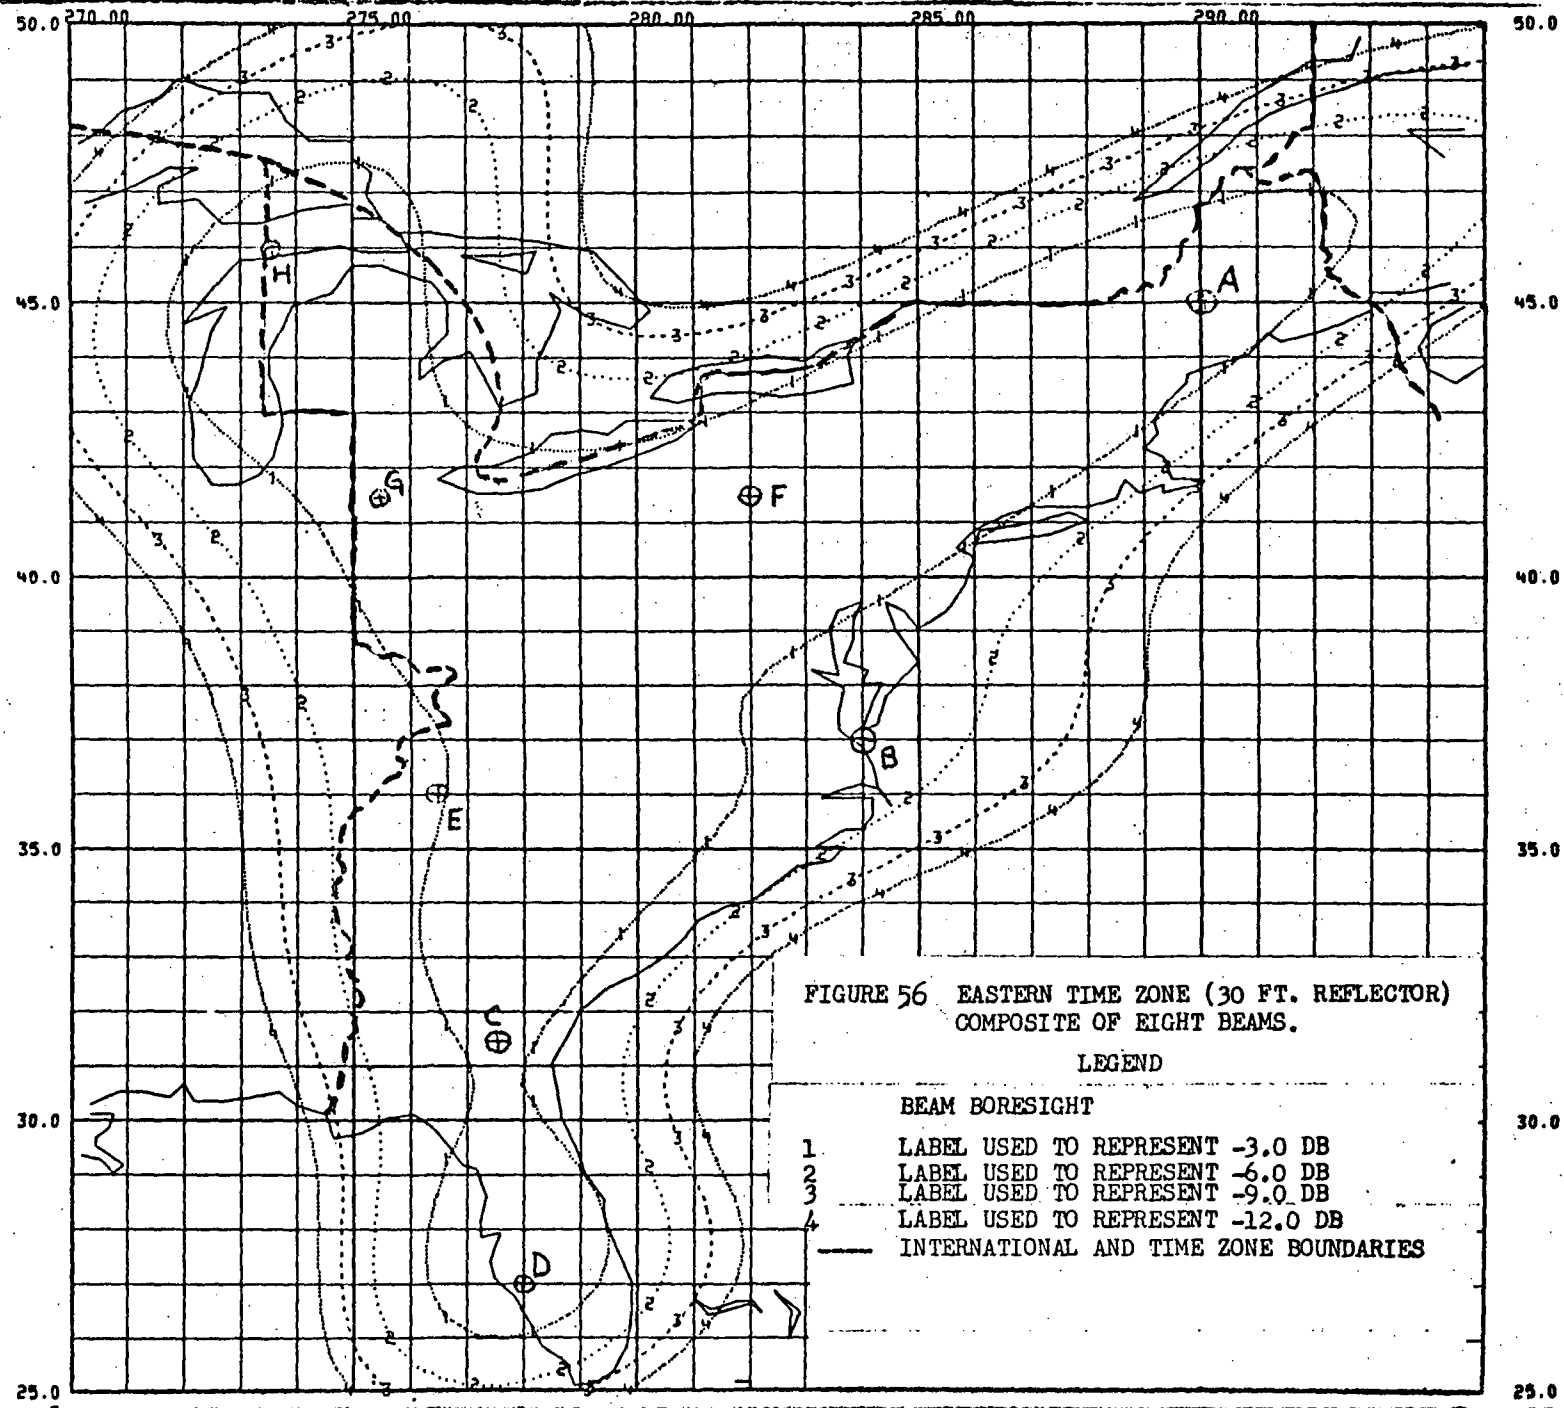 270.00 275.00 280.00 285.00 290.00
50.0 50.0
A
H
45.0 45.0
G
F
40.0 40.0
B
E
35.0 35.0
C
FIGURE 56 EASTERN TIME ZONE (30 FT. REFLECTOR)
COMPOSITE OF EIGHT BEAMS.
LEGEND
BEAM BORESIGHT
30.0 30.0
1 LABEL USED TO REPRESENT -3.0 DB
2 LABEL USED TO REPRESENT -6.0 DB
3 LABEL USED TO REPRESENT -9.0 DB
4 LABEL USED TO REPRESENT -12.0 DB
INTERNATIONAL AND TIME ZONE BOUNDARIES
D
25.0 25.0